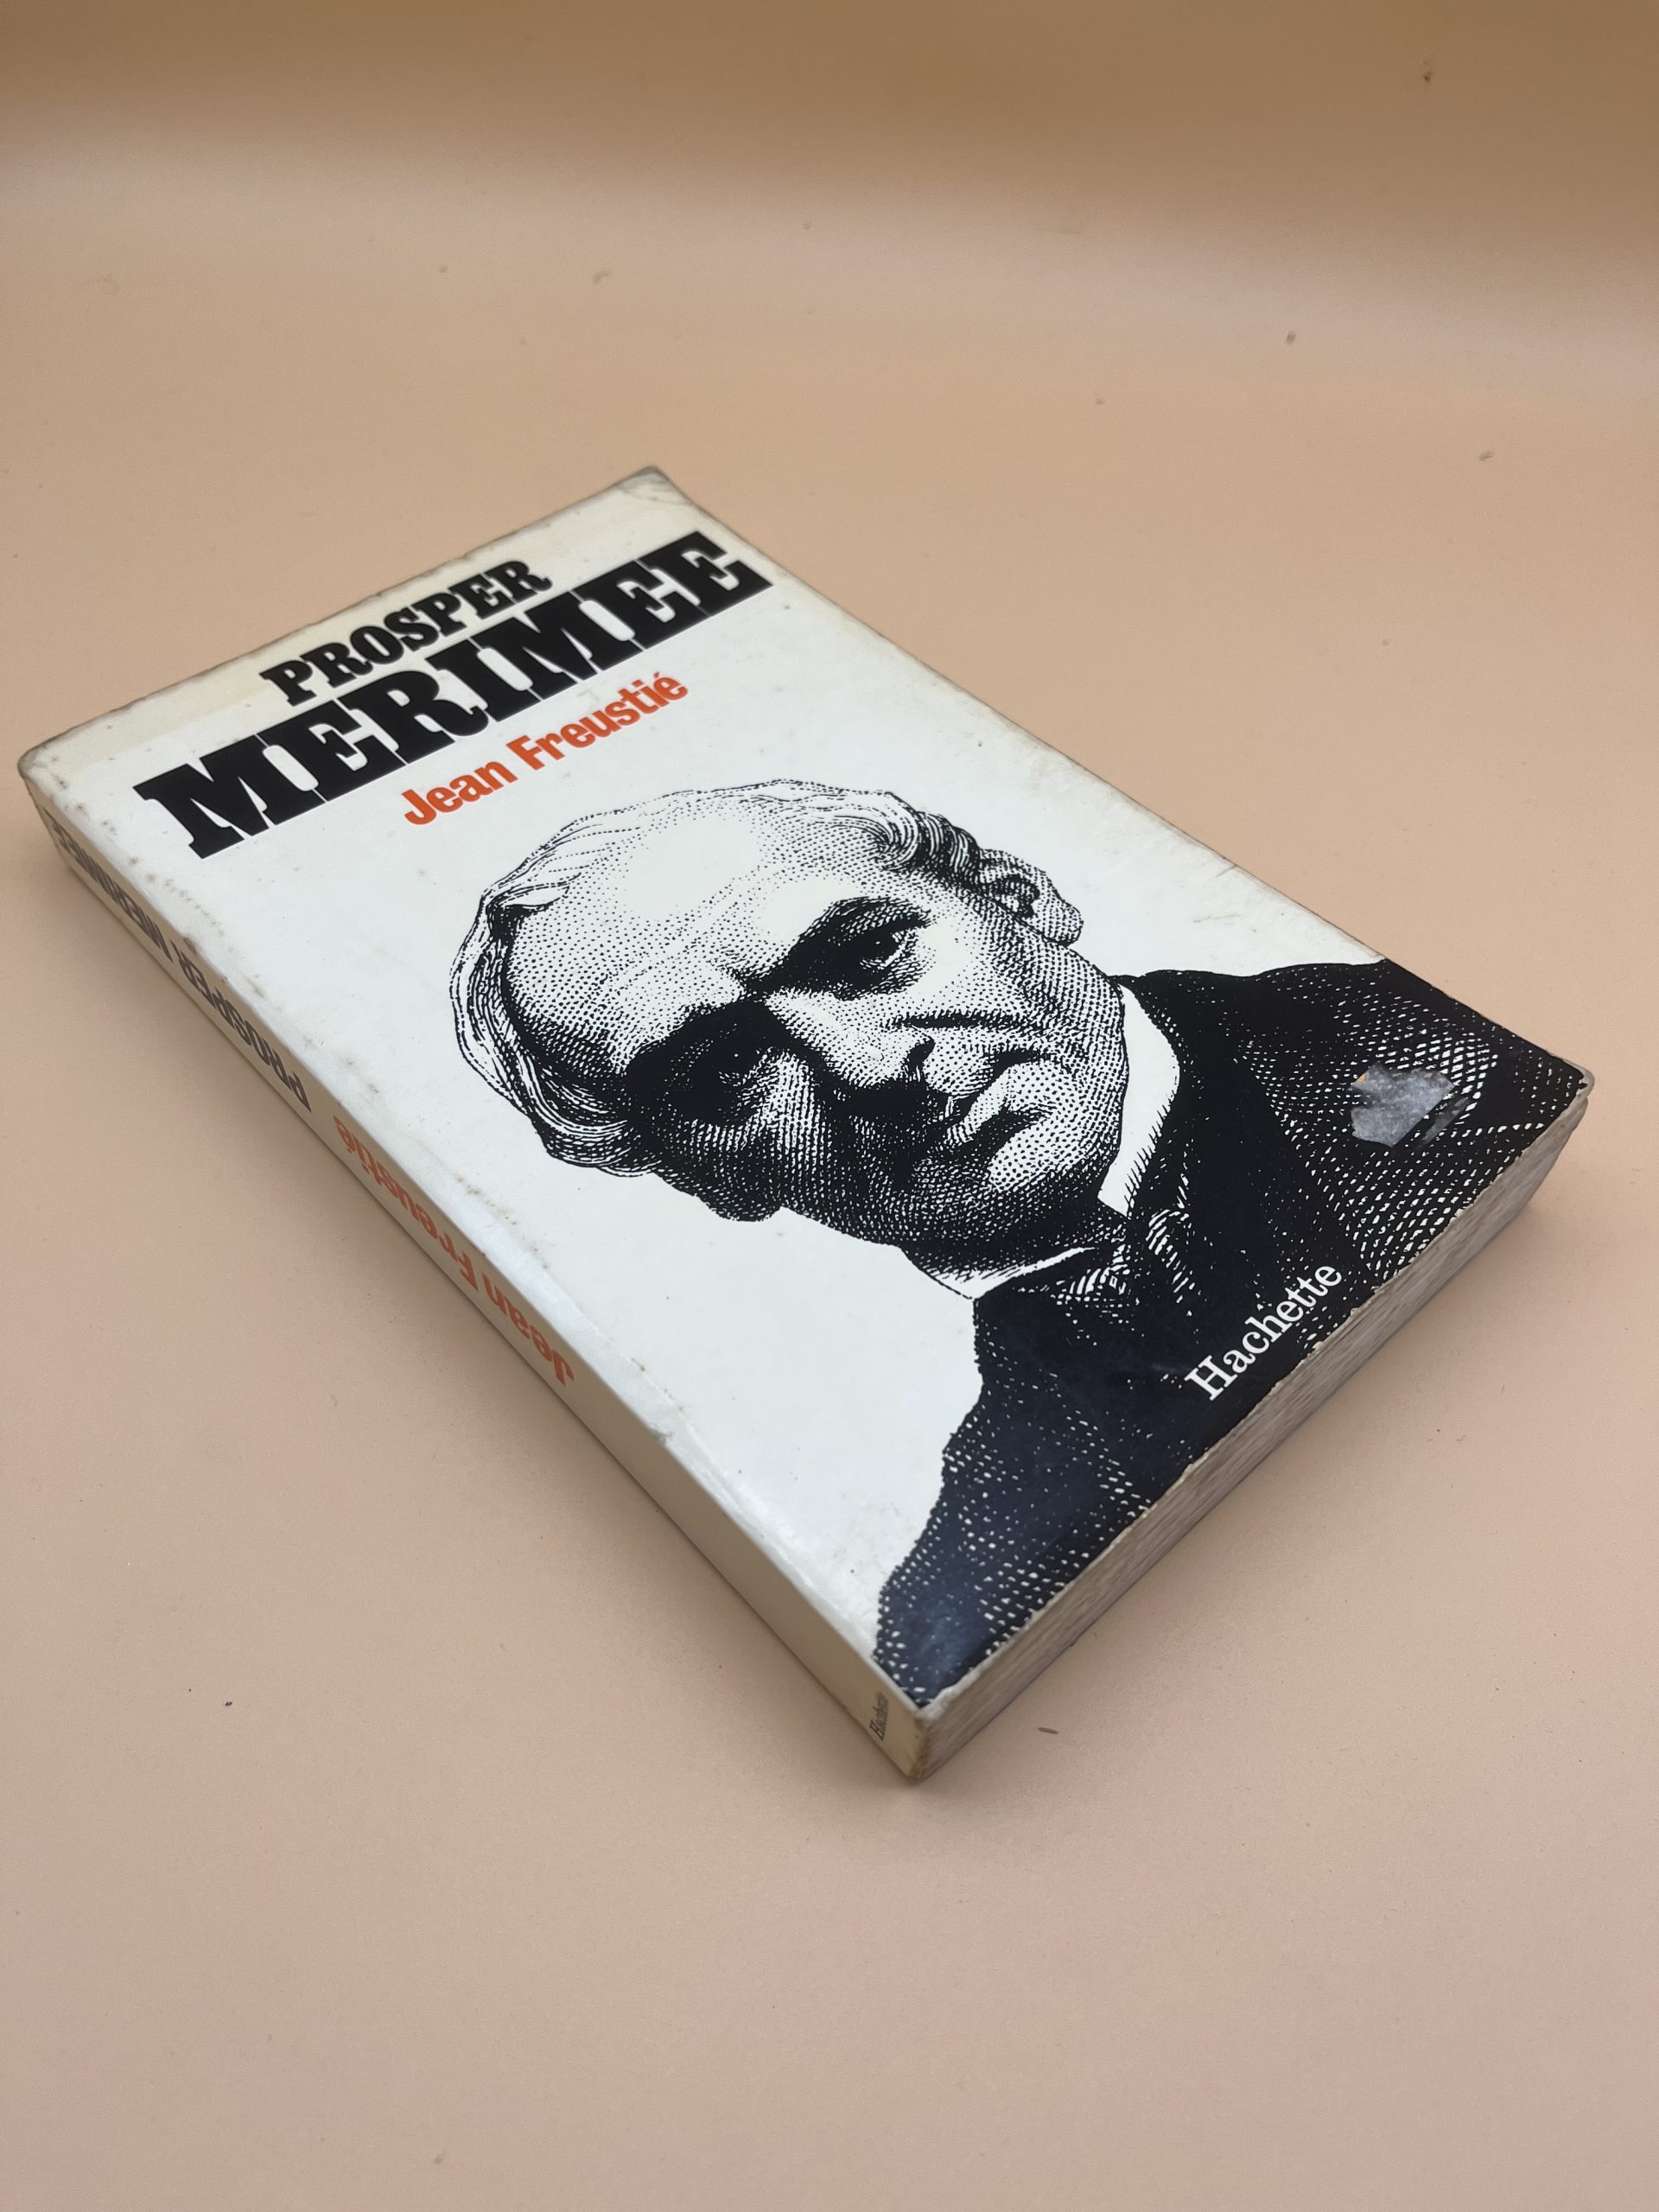 PROSPER
MERIMEE
Jean Freustié
Hachette
Jean Freustié PROSPER MERIMEE
Hachette